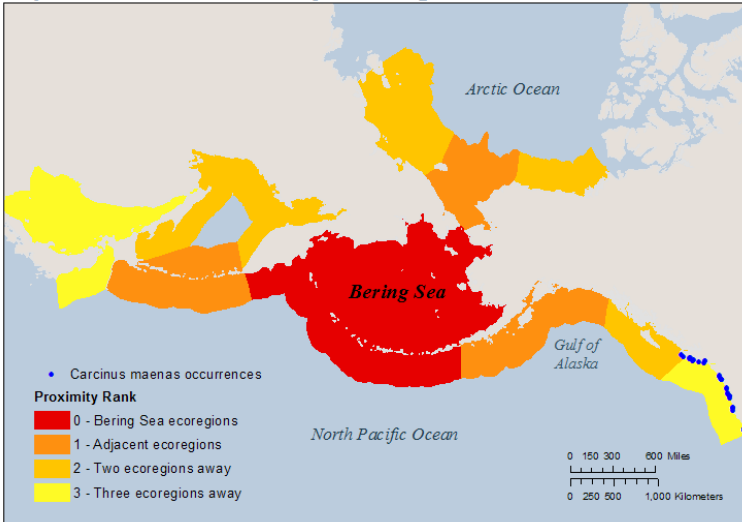 Arctic Ocean
Bering Sea
Gulf of
Alaska
North Pacific Ocean
Carcinus maenas occurrences
Proximity Rank
0 - Bering Sea ecoregions
1 - Adjacent ecoregions
2 - Two ecoregions away
3 - Three ecoregions away
0 150 300 600 Miles
0 250 500 1,000 Kilometers